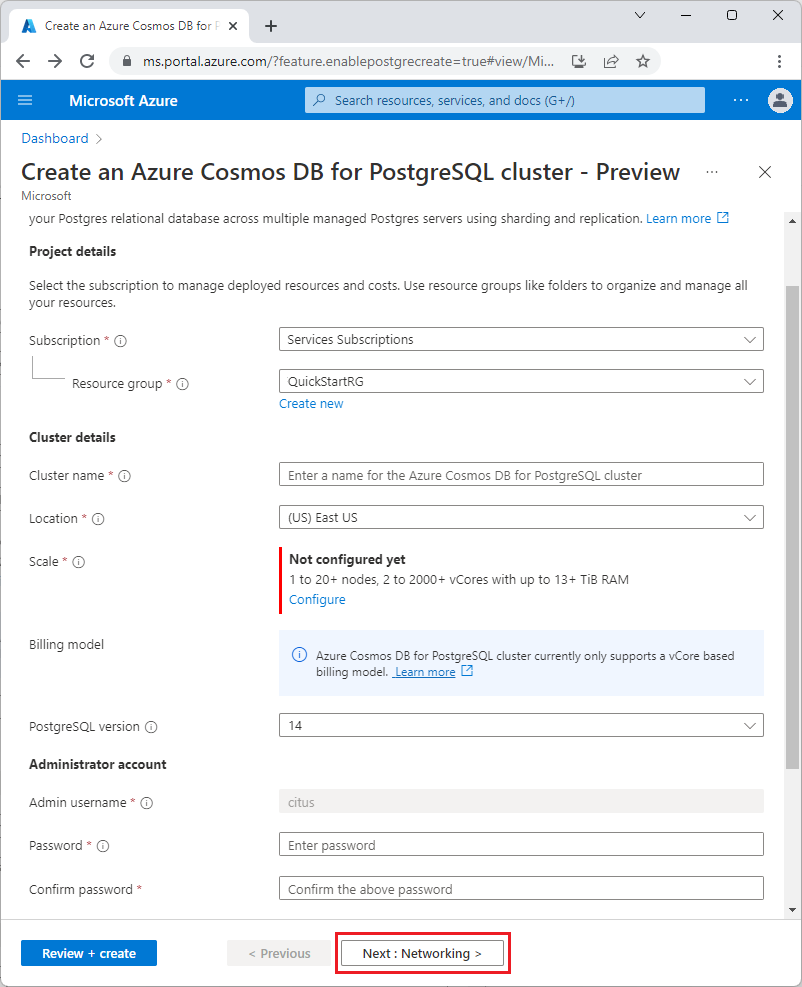 Create an Azure Cosmos DB for P
ms.portal.azure.com/?feature.enablepostgrecreate=true#view/Mi...
Microsoft Azure
Search resources, services, and docs (G+/)
Dashboard
Create an Azure Cosmos DB for PostgreSQL cluster - Preview
Microsoft
your Postgres relational database across multiple managed Postgres servers using sharding and replication. Learn more
Project details
Select the subscription to manage deployed resources and costs. Use resource groups like folders to organize and manage all
your resources.
Subscription *
Services Subscriptions
Resource group *
QuickStartRG
Create new
Cluster details
Cluster name *
Enter a name for the Azure Cosmos DB for PostgreSQL cluster
Location *
(US) East US
Scale *
Not configured yet
1 to 20+ nodes, 2 to 2000+ vCores with up to 13+ TiB RAM
Configure
Billing model
Azure Cosmos DB for PostgreSQL cluster currently only supports a vCore based
billing model. Learn more
PostgreSQL version
14
Administrator account
Admin username *
citus
Password *
Enter password
Confirm password *
Confirm the above password
Review + create
< Previous
Next : Networking >